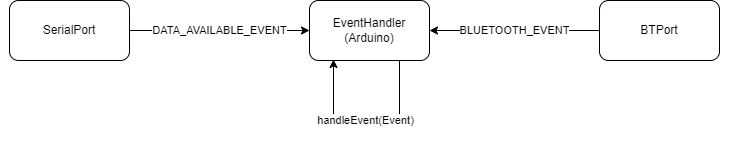 SerialPort
DATA_AVAILABLE_EVENT
EventHandler
(Arduino)
BLUETOOTH_EVENT
BTPort
handleEvent(Event)